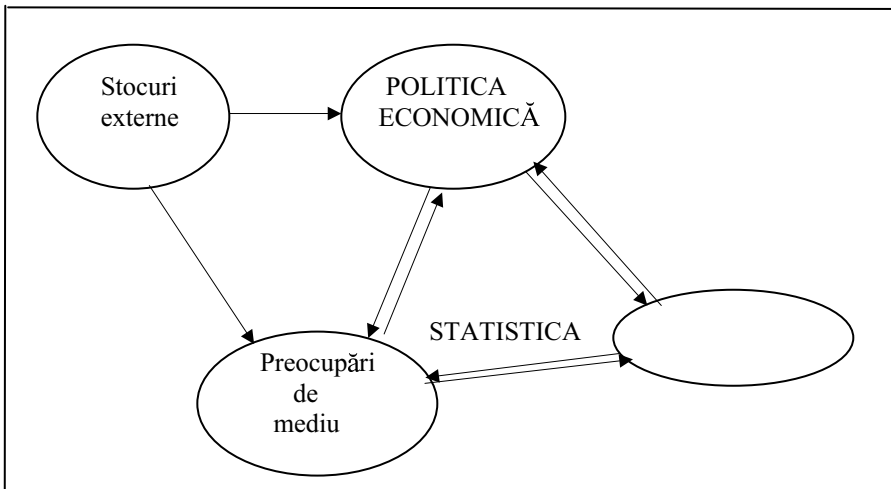 Stocuri
externe
POLITICA
ECONOMICĂ
STATISTICA
Preocupări
de
mediu